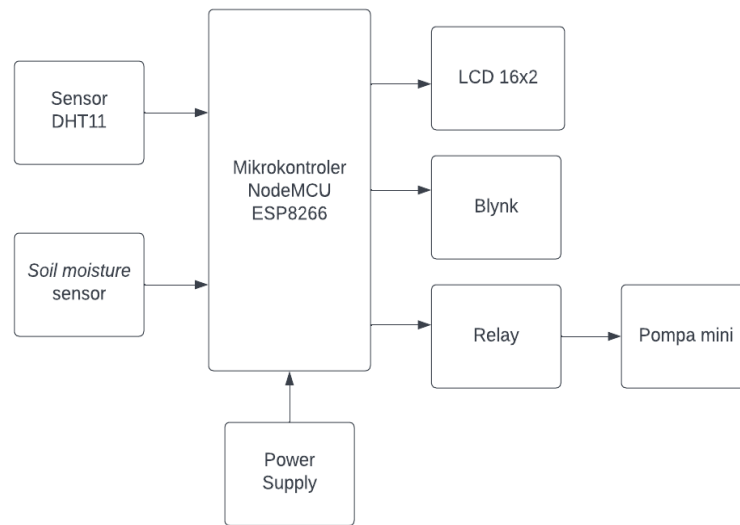 Sensor
DHT11
Soil moisture
sensor
Mikrokontroler
NodeMCU
ESP8266
Power
Supply
LCD 16x2
Blynk
Relay
Pompa mini